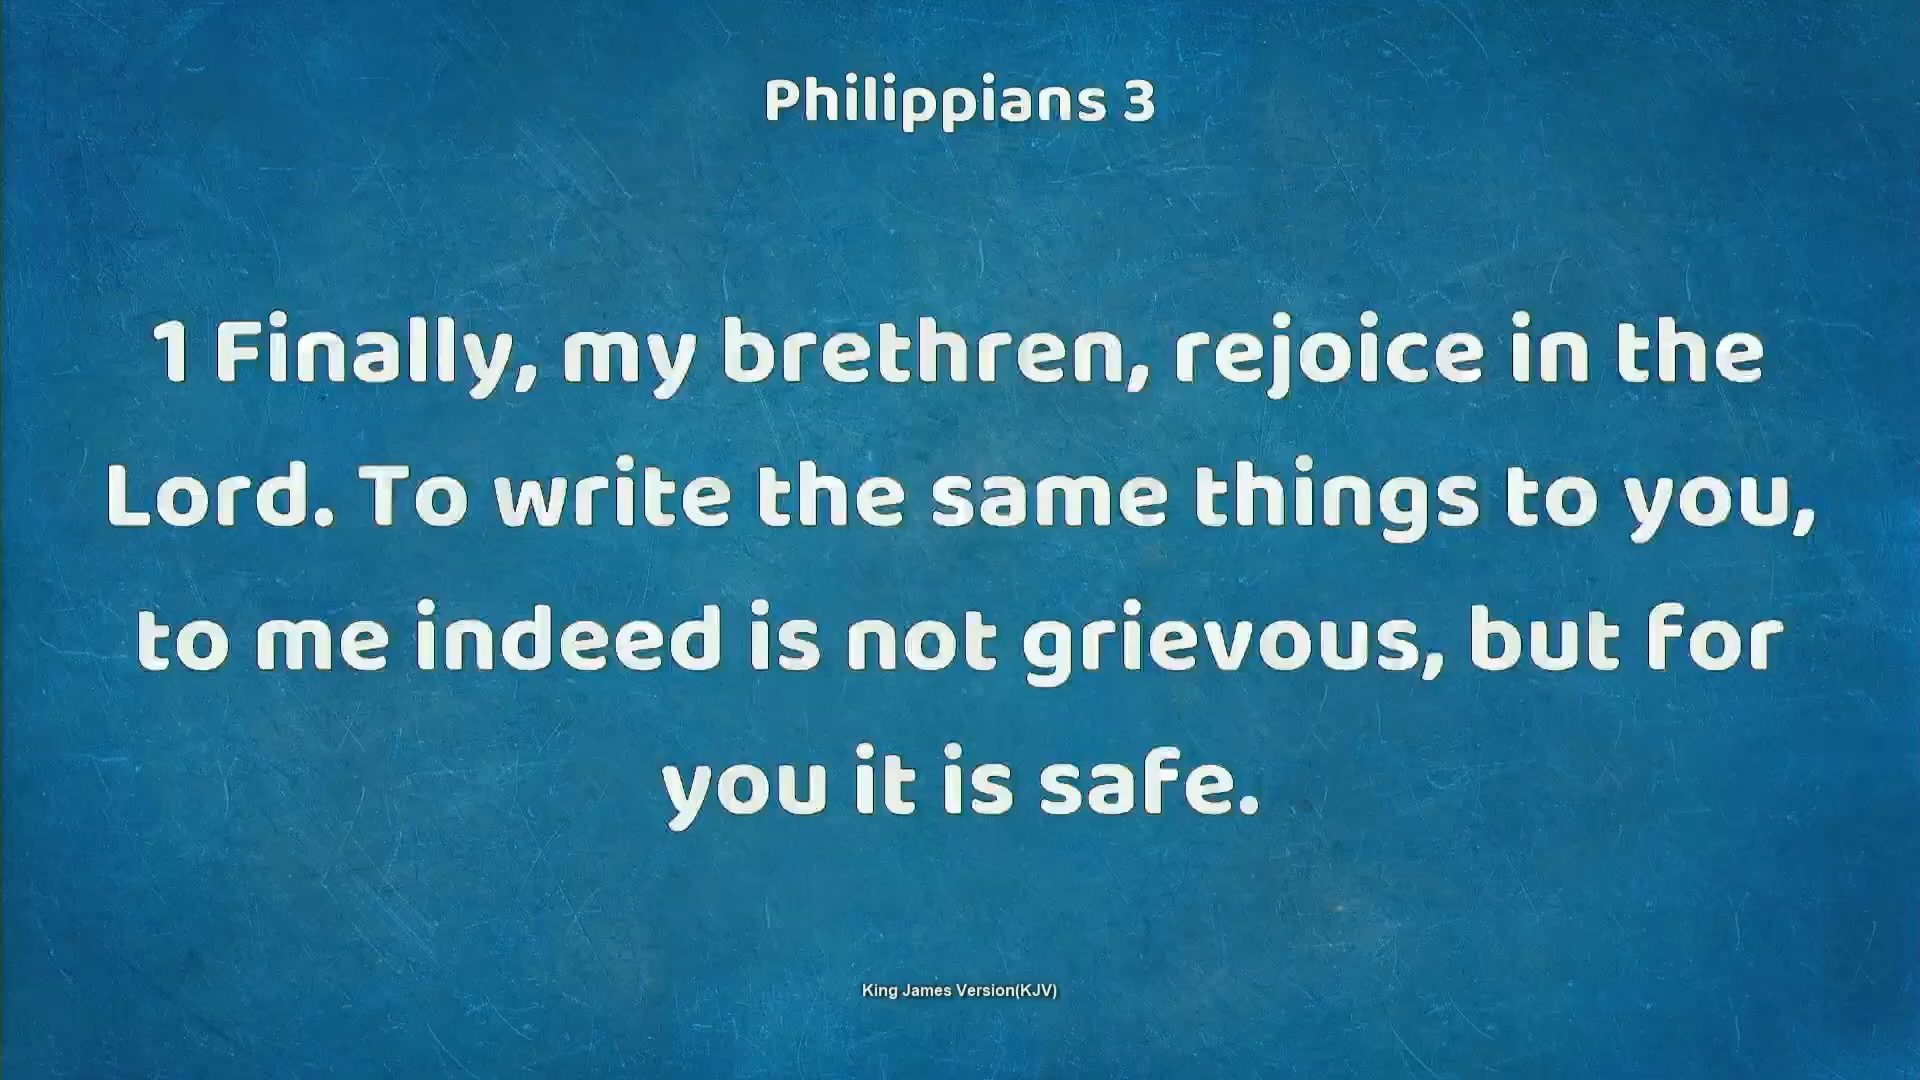 Philippians 3
1 Finally, my brethren, rejoice in the
Lord. To write the same things to you,
to me indeed is not grievous, but for
you it is safe.
King James Version(KJV)